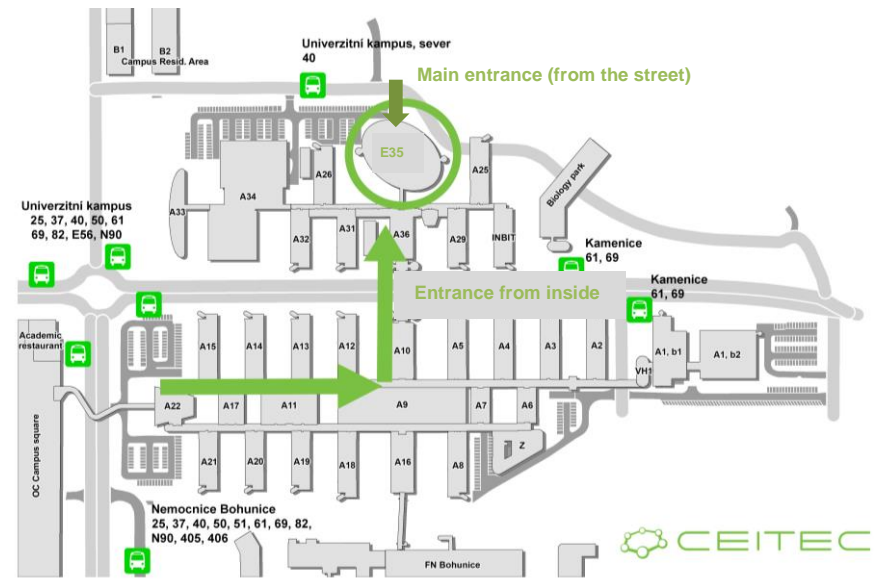 B1
B2
Campus Resid. Area
Univerzitní kampus, sever
40
Main entrance (from the street)
E35
A26
A25
A34
A33
Biology park
Univerzitní kampus
25, 37, 40, 50, 61
69, 82, E56, N90
A32
A31
A36
A29
INBIT
Kamenice
61, 69
Entrance from inside
Kamenice
61, 69
Academic
restaurant
A15
A14
A13
A12
A10
A5
A4
A3
A2
A1, b1
A1, b2
VH1
A22
A17
A11
A9
A7
A6
OC Campus square
A21
A20
A19
A18
A16
A8
Z
Nemocnice Bohunice
25, 37, 40, 50, 51, 61, 69, 82,
N90, 405, 406
FN Bohunice
CEITEC